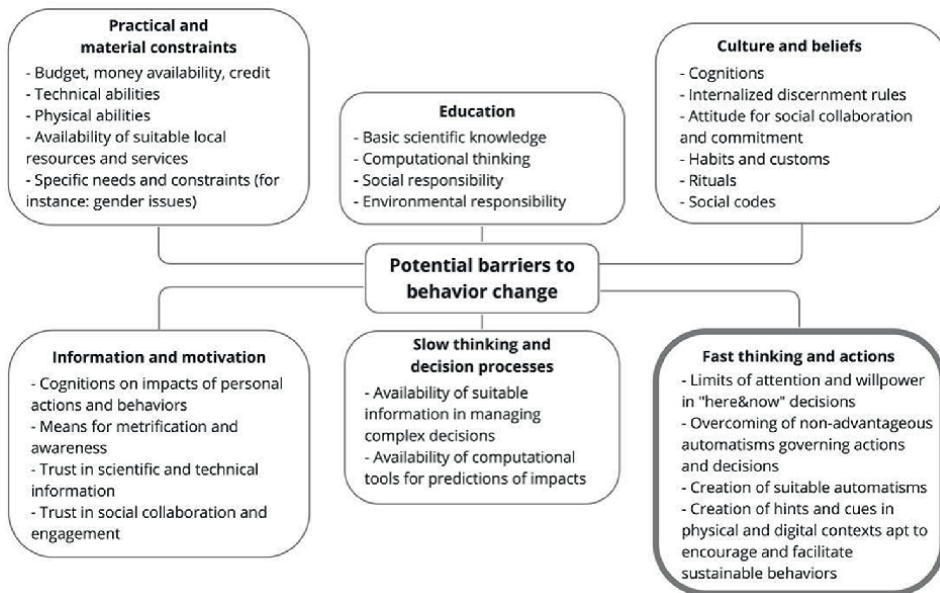 Practical and
material constraints
- Budget, money availability, credit
- Technical abilities
- Physical abilities
- Availability of suitable local
resources and services
- Specific needs and constraints (for
instance: gender issues)
Education
- Basic scientific knowledge
- Computational thinking
- Social responsibility
- Environmental responsibility
Culture and beliefs
- Cognitions
- Internalized discernment rules
- Attitude for social collaboration
and commitment
- Habits and customs
- Rituals
- Social codes
Potential barriers to
behavior change
Information and motivation
- Cognitions on impacts of personal
actions and behaviors
- Means for metrification and
awareness
- Trust in scientific and technical
information
- Trust in social collaboration and
engagement
Slow thinking and
decision processes
- Availability of suitable
information in managing
complex decisions
- Availability of computational
tools for predictions of impacts
Fast thinking and actions
- Limits of attention and willpower
in "here&now" decisions
- Overcoming of non-advantageous
automatisms governing actions
and decisions
- Creation of suitable automatisms
- Creation of hints and cues in
physical and digital contexts apt to
encourage and facilitate
sustainable behaviors